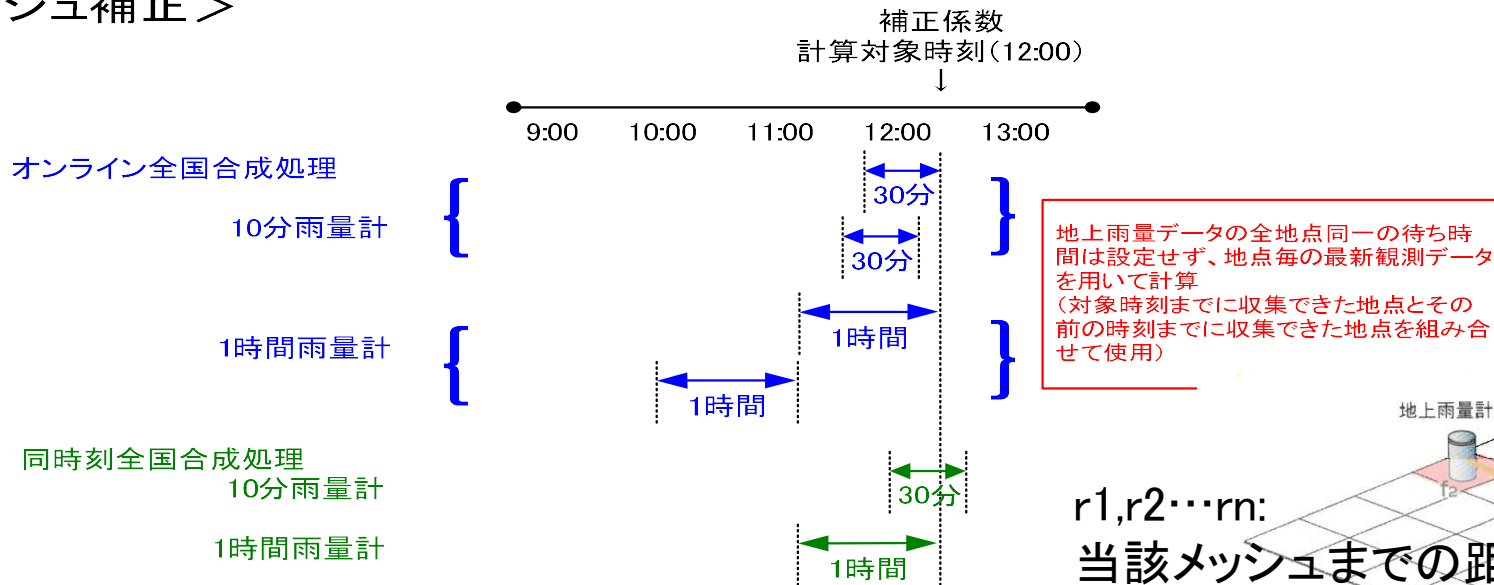 シュ補正＞
補正係数
計算対象時刻(12:00)
↓
9:00 10:00 11:00 12:00 13:00
オンライン全国合成処理
30分
10分雨量計
30分
地上雨量データの全地点同一の待ち時
間は設定せず、地点毎の最新観測データ
を用いて計算
(対象時刻までに収集できた地点とその
前の時刻までに収集できた地点を組み合
せて使用)
1時間
1時間雨量計
1時間
地上雨量計
同時刻全国合成処理
10分雨量計
30分
f2
r1,r2…rn:
当該メッシュまでの距
1時間雨量計
1時間